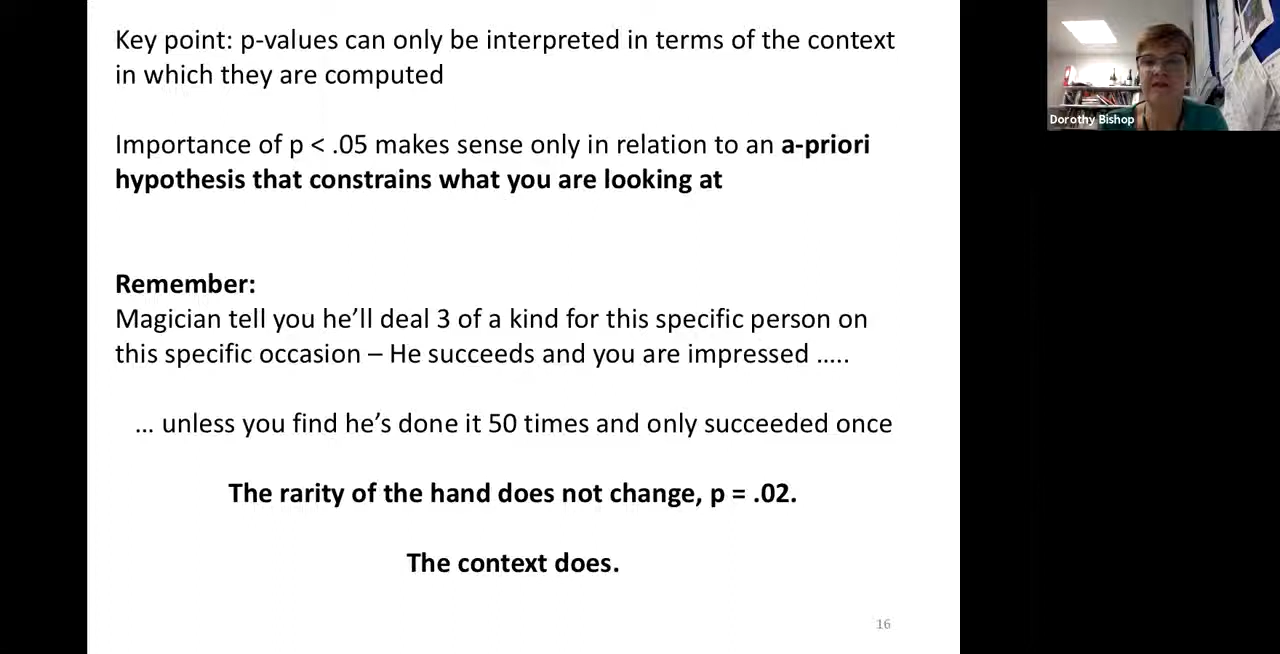 Key point: p-values can only be interpreted in terms of the context
in which they are computed
Importance of p < .05 makes sense only in relation to an a-priori
hypothesis that constrains what you are looking at
Remember:
Magician tell you he’ll deal 3 of a kind for this specific person on
this specific occasion – He succeeds and you are impressed …..
… unless you find he’s done it 50 times and only succeeded once
The rarity of the hand does not change, p = .02.
The context does.
16
Dorothy Bishop